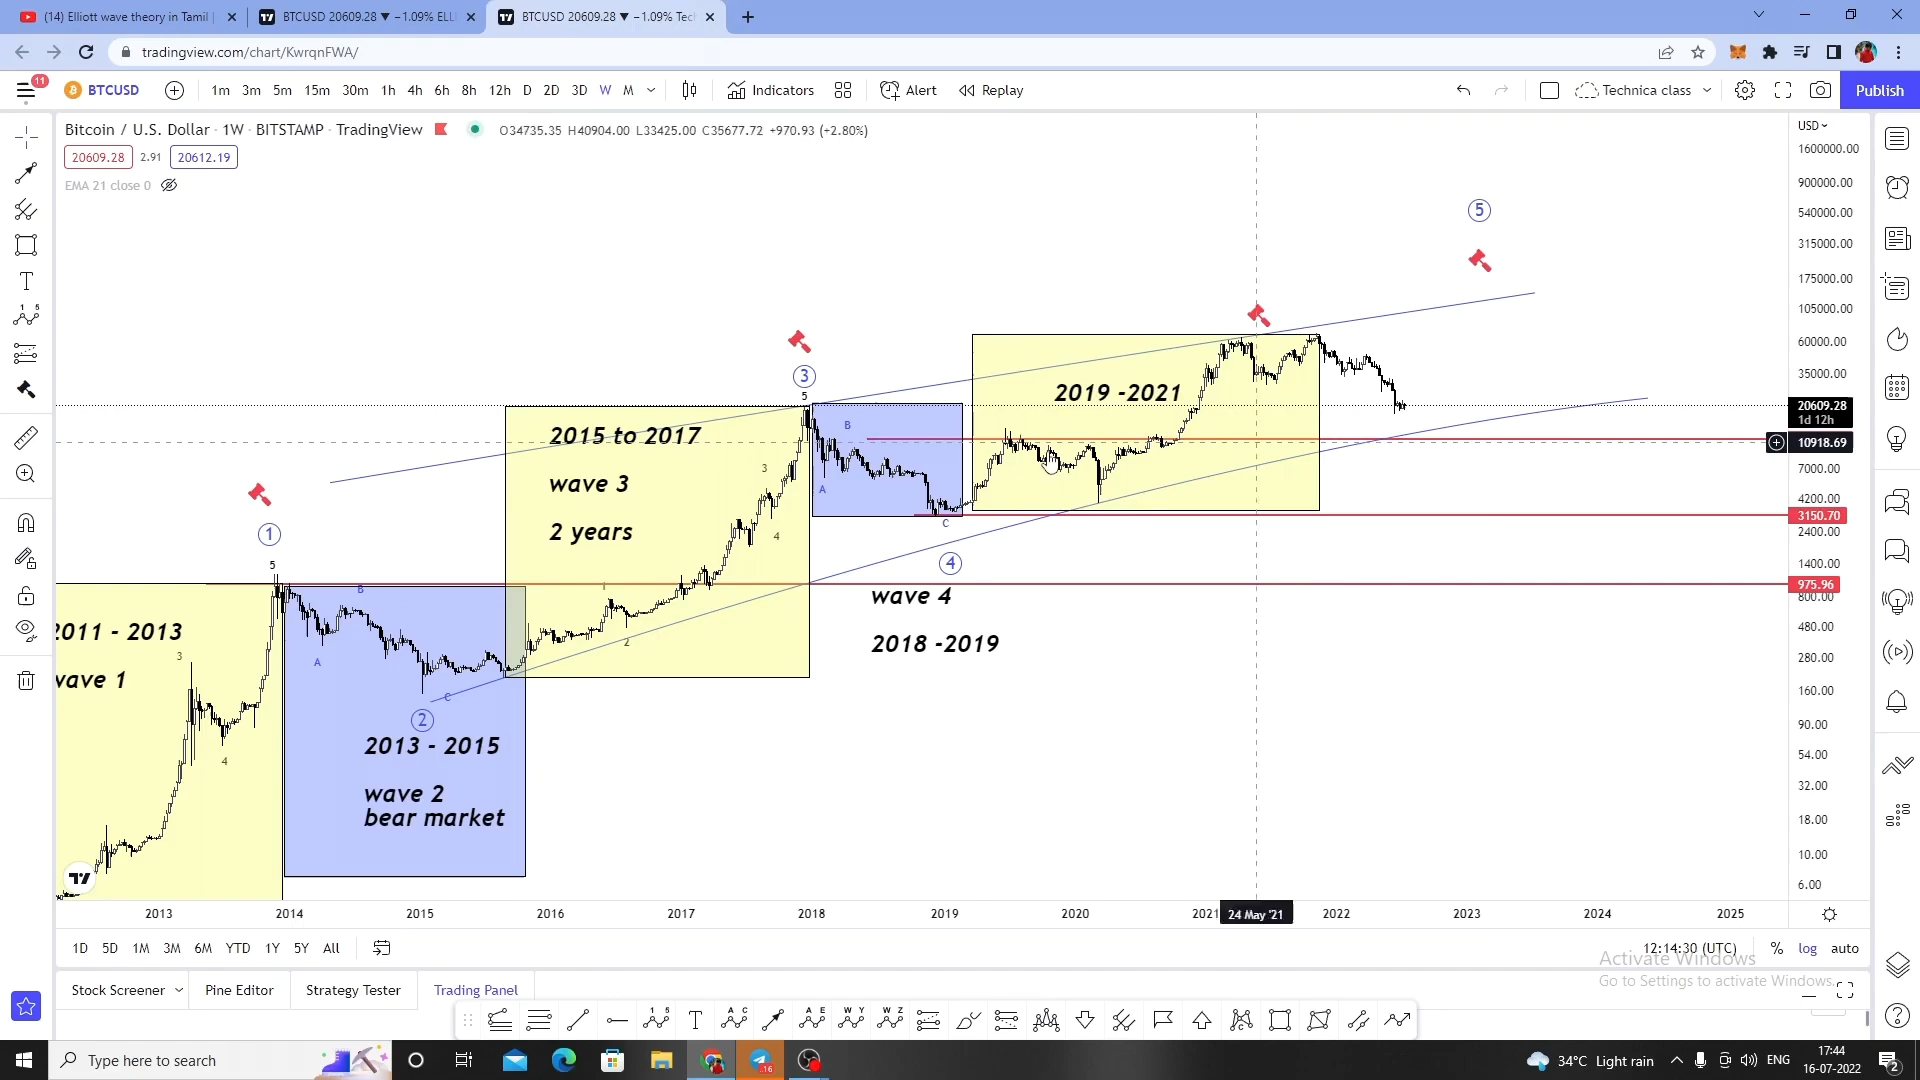 (14) Elliott wave theory in Tamil |
BTCUSD 20609.28 ▼ −1.09% ELL
BTCUSD 20609.28 ▼ −1.09% Tec
tradingview.com/chart/KwrqnFWA/
11
BTCUSD
1m 3m 5m 15m 30m 1h 4h 6h 8h 12h D 2D 3D W M
Indicators
Alert
Replay
Technica class
Publish
Bitcoin / U.S. Dollar · 1W · BITSTAMP · TradingView
O34735.35 H40904.00 L33425.00 C35677.72 +970.93 (+2.80%)
20609.28 2.91 20612.19
EMA 21 close 0
USD
1600000.00
900000.00
540000.00
315000.00
175000.00
105000.00
60000.00
35000.00
20609.28
1d 12h
10918.69
7000.00
4200.00
3150.70
2400.00
1400.00
975.96
800.00
480.00
280.00
160.00
90.00
54.00
32.00
18.00
10.00
6.00
5
3
5
2019 -2021
2015 to 2017
wave 3
2 years
B
A
C
3
4
1
2
4
wave 4
2018 -2019
1
5
B
A
C
2
2011 - 2013
wave 1
3
4
2013 - 2015
wave 2
bear market
2013 2014 2015 2016 2017 2018 2019 2020 2021 24 May '21 2022 2023 2024 2025
1D 5D 1M 3M 6M YTD 1Y 5Y All
12:14:30 (UTC) % log auto
Activate Windows
Go to Settings to activate Windows.
Stock Screener Pine Editor Strategy Tester Trading Panel
Type here to search
34°C Light rain
ENG
17:44
16-07-2022
2